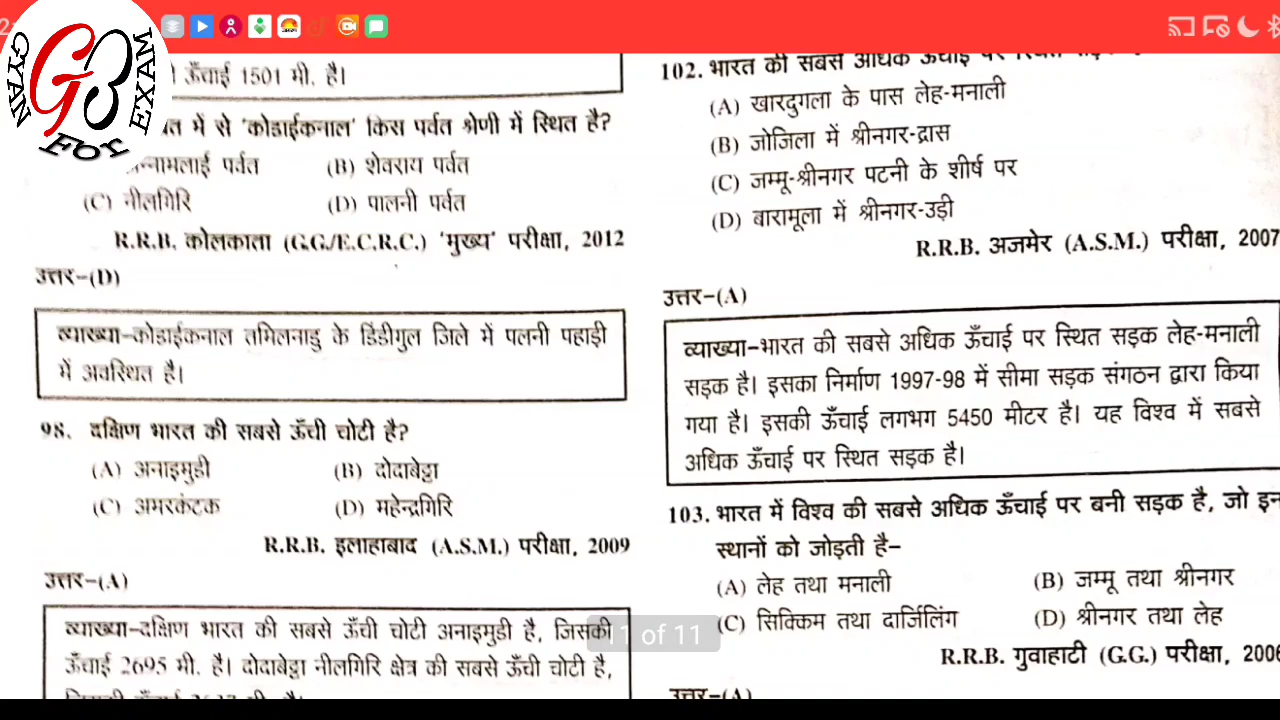 GYAN
G3
For
EXAM
ऊँचाई 1501 मी. है।
में से 'कोडाईकनाल' किस पर्वत श्रेणी में स्थित है?
पर्वत (B) शेवराय पर्वत
(C) नीलगिरि (D) पालनी पर्वत
R.R.B. कोलकाता (G.G./E.C.R.C.) 'मुख्य' परीक्षा, 2012
उत्तर–(D)
व्याख्या–कोडाईकनाल तमिलनाडु के डिंडीगुल जिले में पलनी पहाड़ी
में अवस्थित है।
98. दक्षिण भारत की सबसे ऊँची चोटी है?
(A) अनाइमुडी (B) दोदाबेट्टा
(C) अमरकंटक (D) महेन्द्रगिरि
R.R.B. इलाहाबाद (A.S.M.) परीक्षा, 2009
उत्तर–(A)
व्याख्या–दक्षिण भारत की सबसे ऊँची चोटी अनाइमुडी है, जिसकी
ऊँचाई 2695 मी. है। दोदाबेट्टा नीलगिरि क्षेत्र की सबसे ऊँची चोटी है,
102. भारत की सबसे अधिक ऊँचाई पर स्थित
(A) खारदुगला के पास लेह-मनाली
(B) जोजिला में श्रीनगर-द्रास
(C) जम्मू-श्रीनगर पटनी के शीर्ष पर
(D) बारामूला में श्रीनगर-उड़ी
R.R.B. अजमेर (A.S.M.) परीक्षा, 2007
उत्तर–(A)
व्याख्या–भारत की सबसे अधिक ऊँचाई पर स्थित सड़क लेह-मनाली
सड़क है। इसका निर्माण 1997-98 में सीमा सड़क संगठन द्वारा किया
गया है। इसकी ऊँचाई लगभग 5450 मीटर है। यह विश्व में सबसे
अधिक ऊँचाई पर स्थित सड़क है।
103. भारत में विश्व की सबसे अधिक ऊँचाई पर बनी सड़क है, जो इन
स्थानों को जोड़ती है–
(A) लेह तथा मनाली (B) जम्मू तथा श्रीनगर
(C) सिक्किम तथा दार्जिलिंग (D) श्रीनगर तथा लेह
R.R.B. गुवाहाटी (G.G.) परीक्षा, 2006
उत्तर–(A)
11 of 11